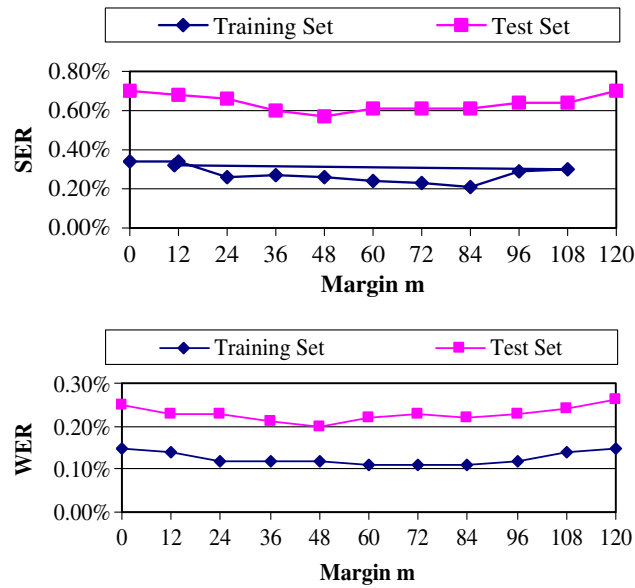 Training Set Test Set
0.80%
0.60%
0.40%
0.20%
0.00%
SER
0 12 24 36 48 60 72 84 96 108 120
Margin m
Training Set Test Set
0.30%
0.20%
0.10%
0.00%
WER
0 12 24 36 48 60 72 84 96 108 120
Margin m